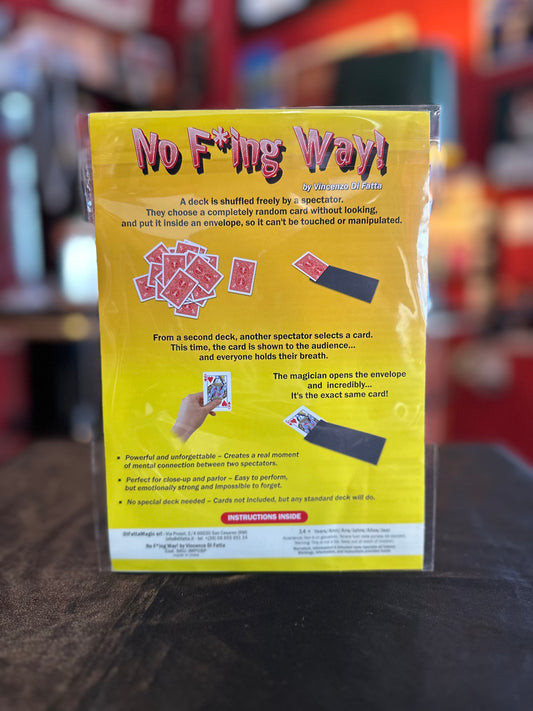 No F*ing Way!
by Vincenzo Di Fatta
A deck is shuffled freely by a spectator.
They choose a completely random card without looking,
and put it inside an envelope, so it can't be touched or manipulated.
From a second deck, another spectator selects a card.
This time, the card is shown to the audience...
and everyone holds their breath.
The magician opens the envelope
and incredibly...
It's the exact same card!
• Powerful and unforgettable – Creates a real moment
of mental connection between two spectators.
• Perfect for close-up and parlor – Easy to perform,
but emotionally strong and impossible to forget.
• No special deck needed – Cards not included, but any standard deck will do.
INSTRUCTIONS INSIDE
DiFattaMagic srl - Via
No F*ing Way! by Vincenzo Di Fatta
14 +